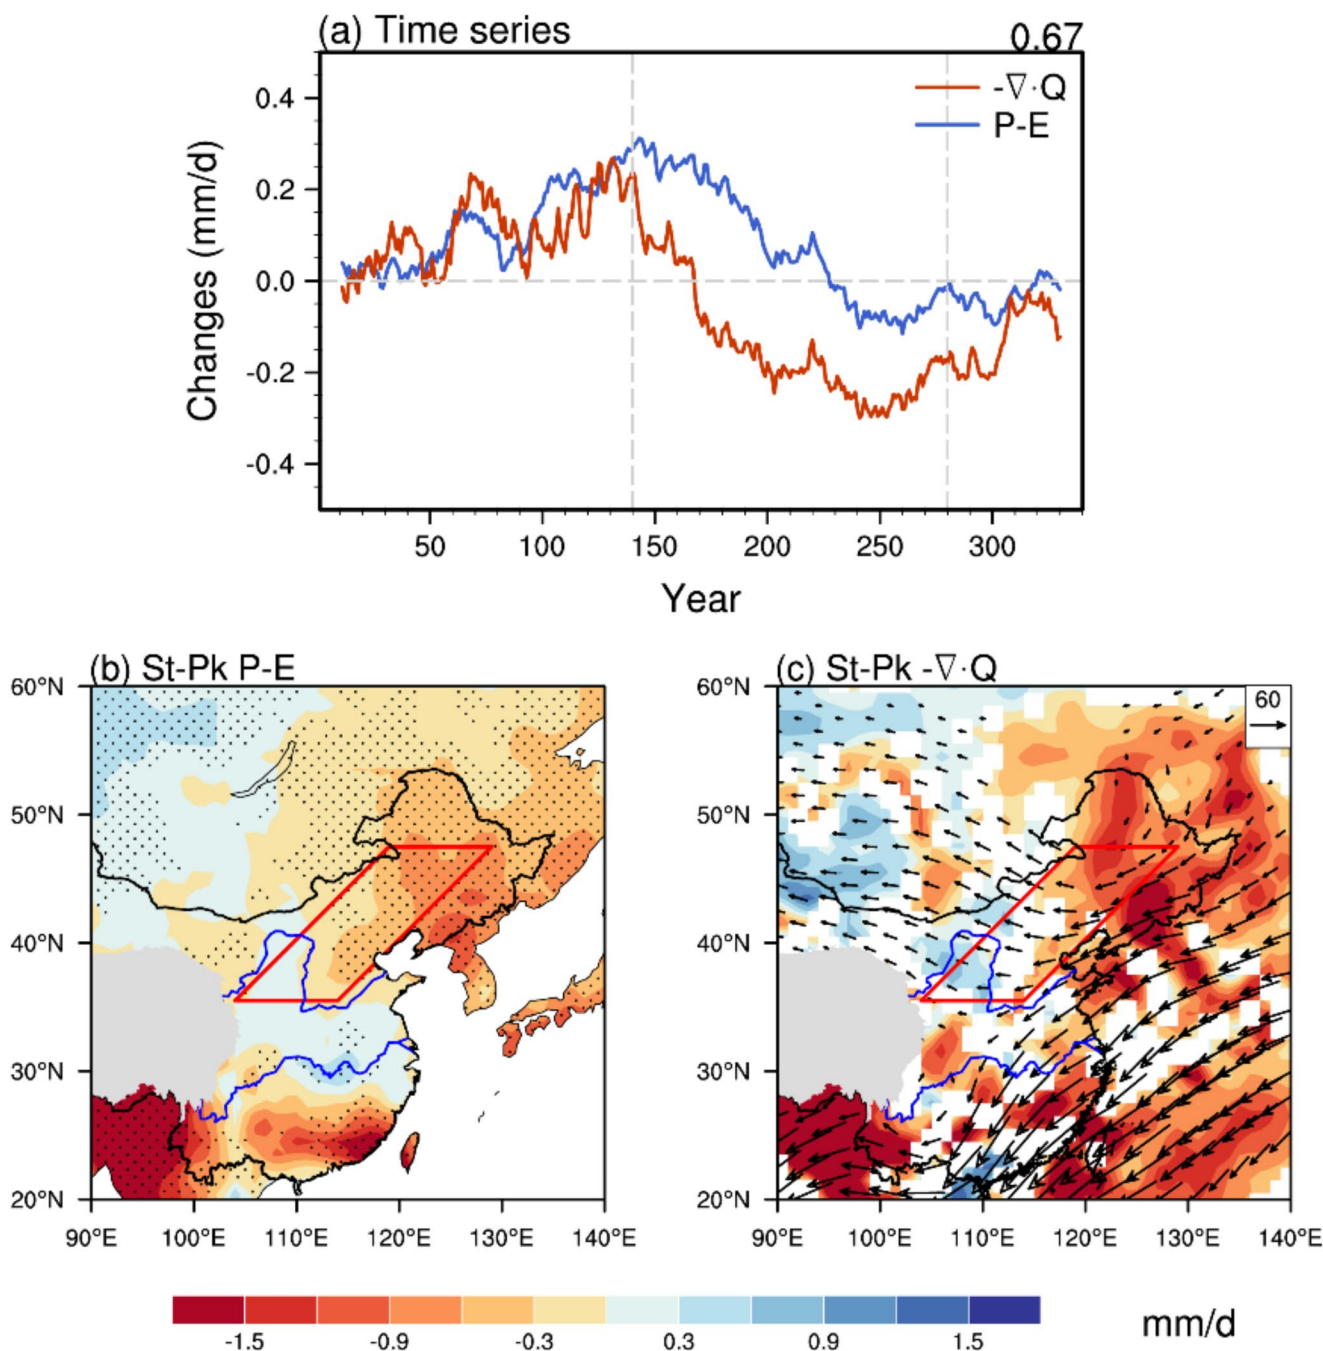 (a) Time series 0.67
-∇·Q
P-E
0.4
0.2
0.0
-0.2
-0.4
Changes (mm/d)
50 100 150 200 250 300
Year
(b) St-Pk P-E
60°N
50°N
40°N
30°N
20°N
90°E 100°E 110°E 120°E 130°E 140°E
(c) St-Pk -∇·Q
60
60°N
50°N
40°N
30°N
20°N
90°E 100°E 110°E 120°E 130°E 140°E
-1.5 -0.9 -0.3 0.3 0.9 1.5
mm/d